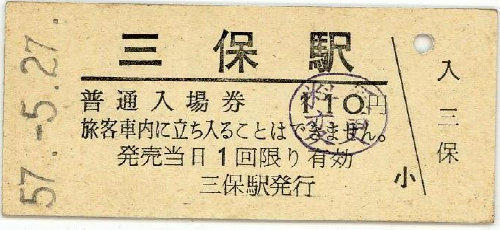 57.-5.27.
三保駅
普通入場券 110円
旅客車内に立ち入ることはできません。
発売当日1回限り有効
三保駅発行
小
入
三
保